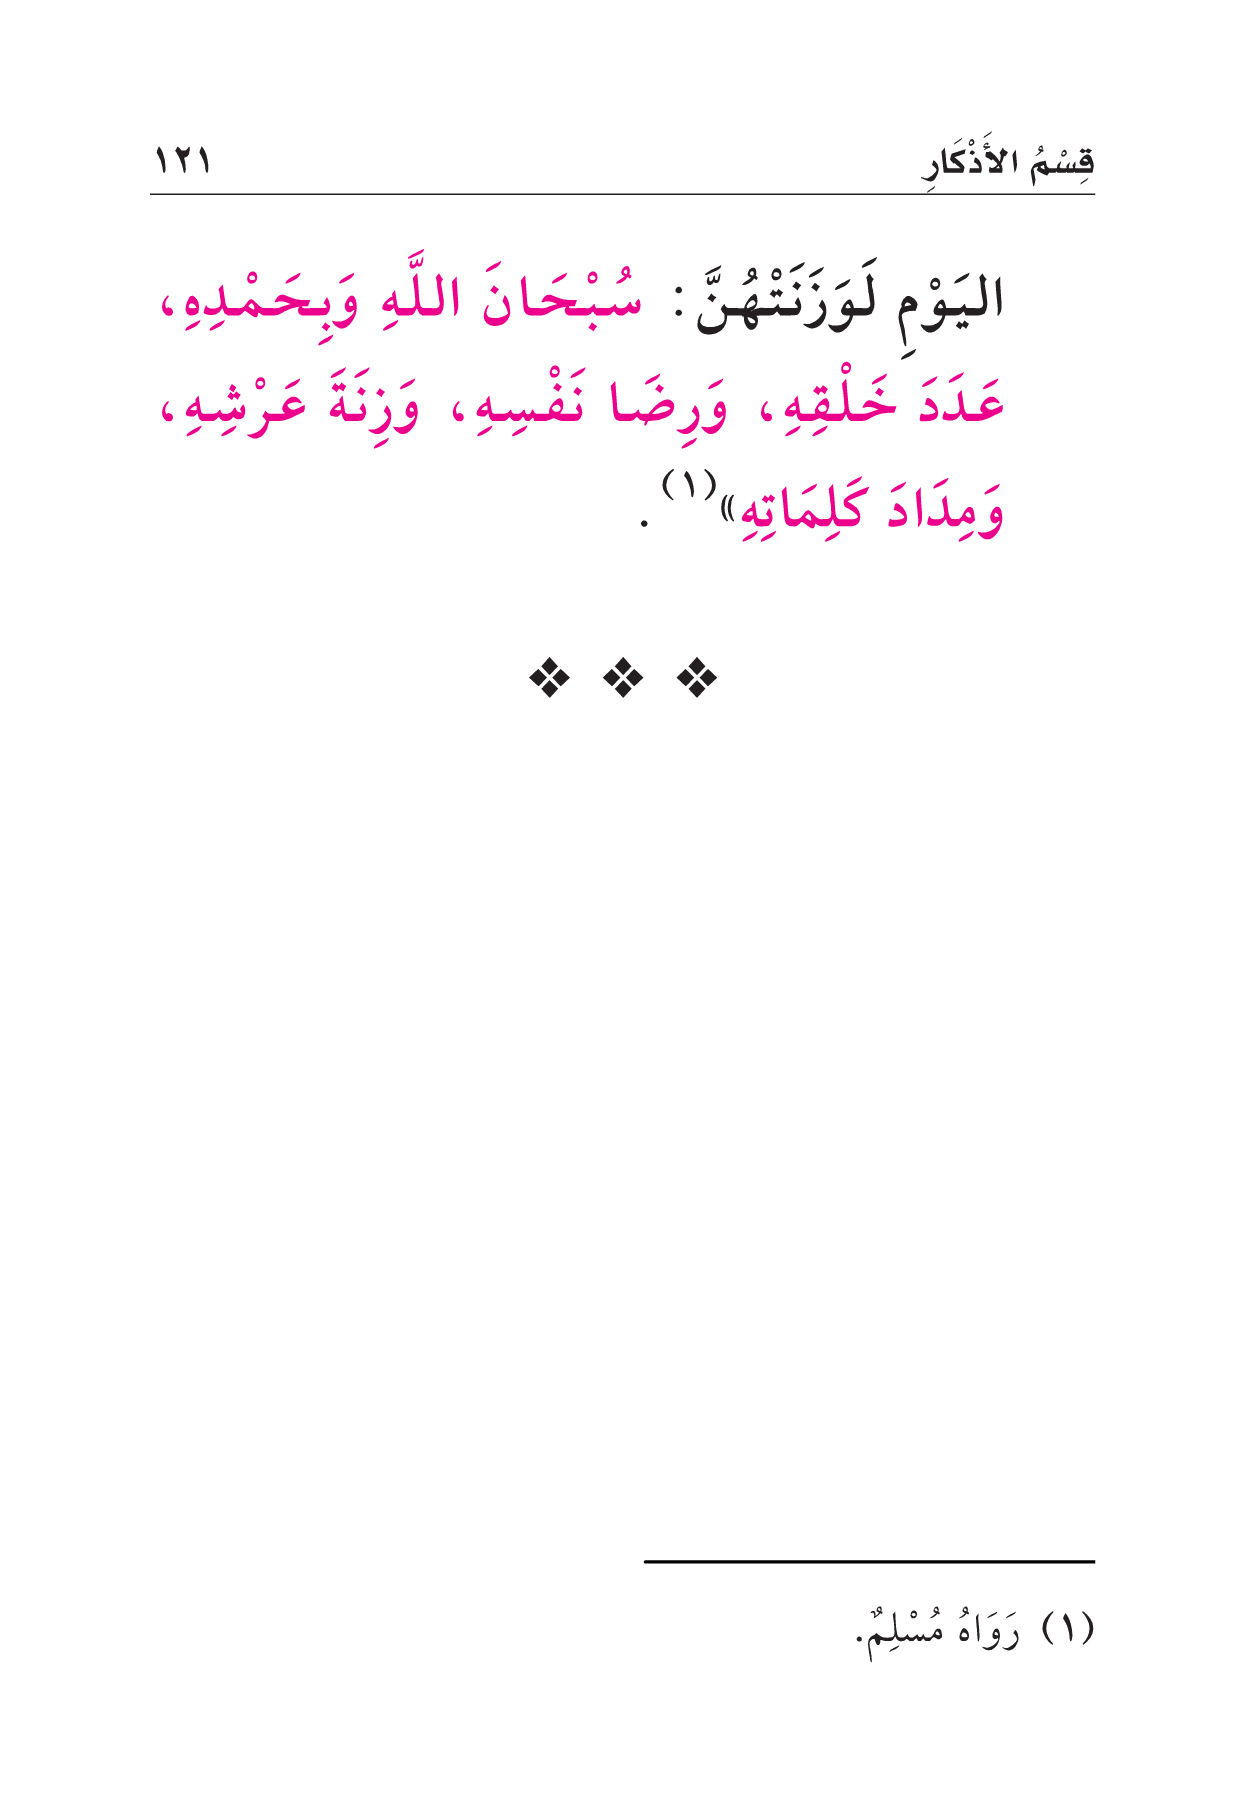 قِسْمُ الأَذْكَارِ ١٢١
اليَوْمِ لَوَزَنَتْهُنَّ: سُبْحَانَ اللَّهِ وَبِحَمْدِهِ،
عَدَدَ خَلْقِهِ، وَرِضَا نَفْسِهِ، وَزِنَةَ عَرْشِهِ،
وَمِدَادَ كَلِمَاتِهِ»(١).
(١) رَوَاهُ مُسْلِمٌ.